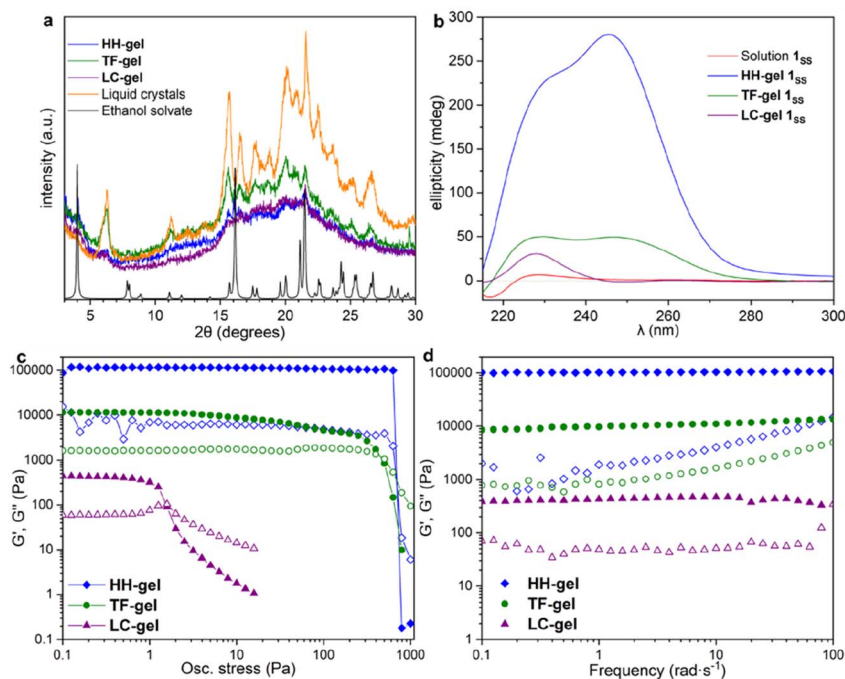 a
HH-gel
TF-gel
LC-gel
Liquid crystals
Ethanol solvate
intensity (a.u.)
5 10 15 20 25 30
2θ (degrees)
b
300
250
200
150
100
50
0
ellipticity (mdeg)
Solution 1SS
HH-gel 1SS
TF-gel 1SS
LC-gel 1SS
220 240 260 280 300
λ (nm)
c
100000
10000
1000
100
10
1
0.1
G', G'' (Pa)
HH-gel
TF-gel
LC-gel
0.1 1 10 100 1000
Osc. stress (Pa)
d
100000
10000
1000
100
10
1
G', G'' (Pa)
HH-gel
TF-gel
LC-gel
0.1 1 10 100
Frequency (rad·s⁻¹)